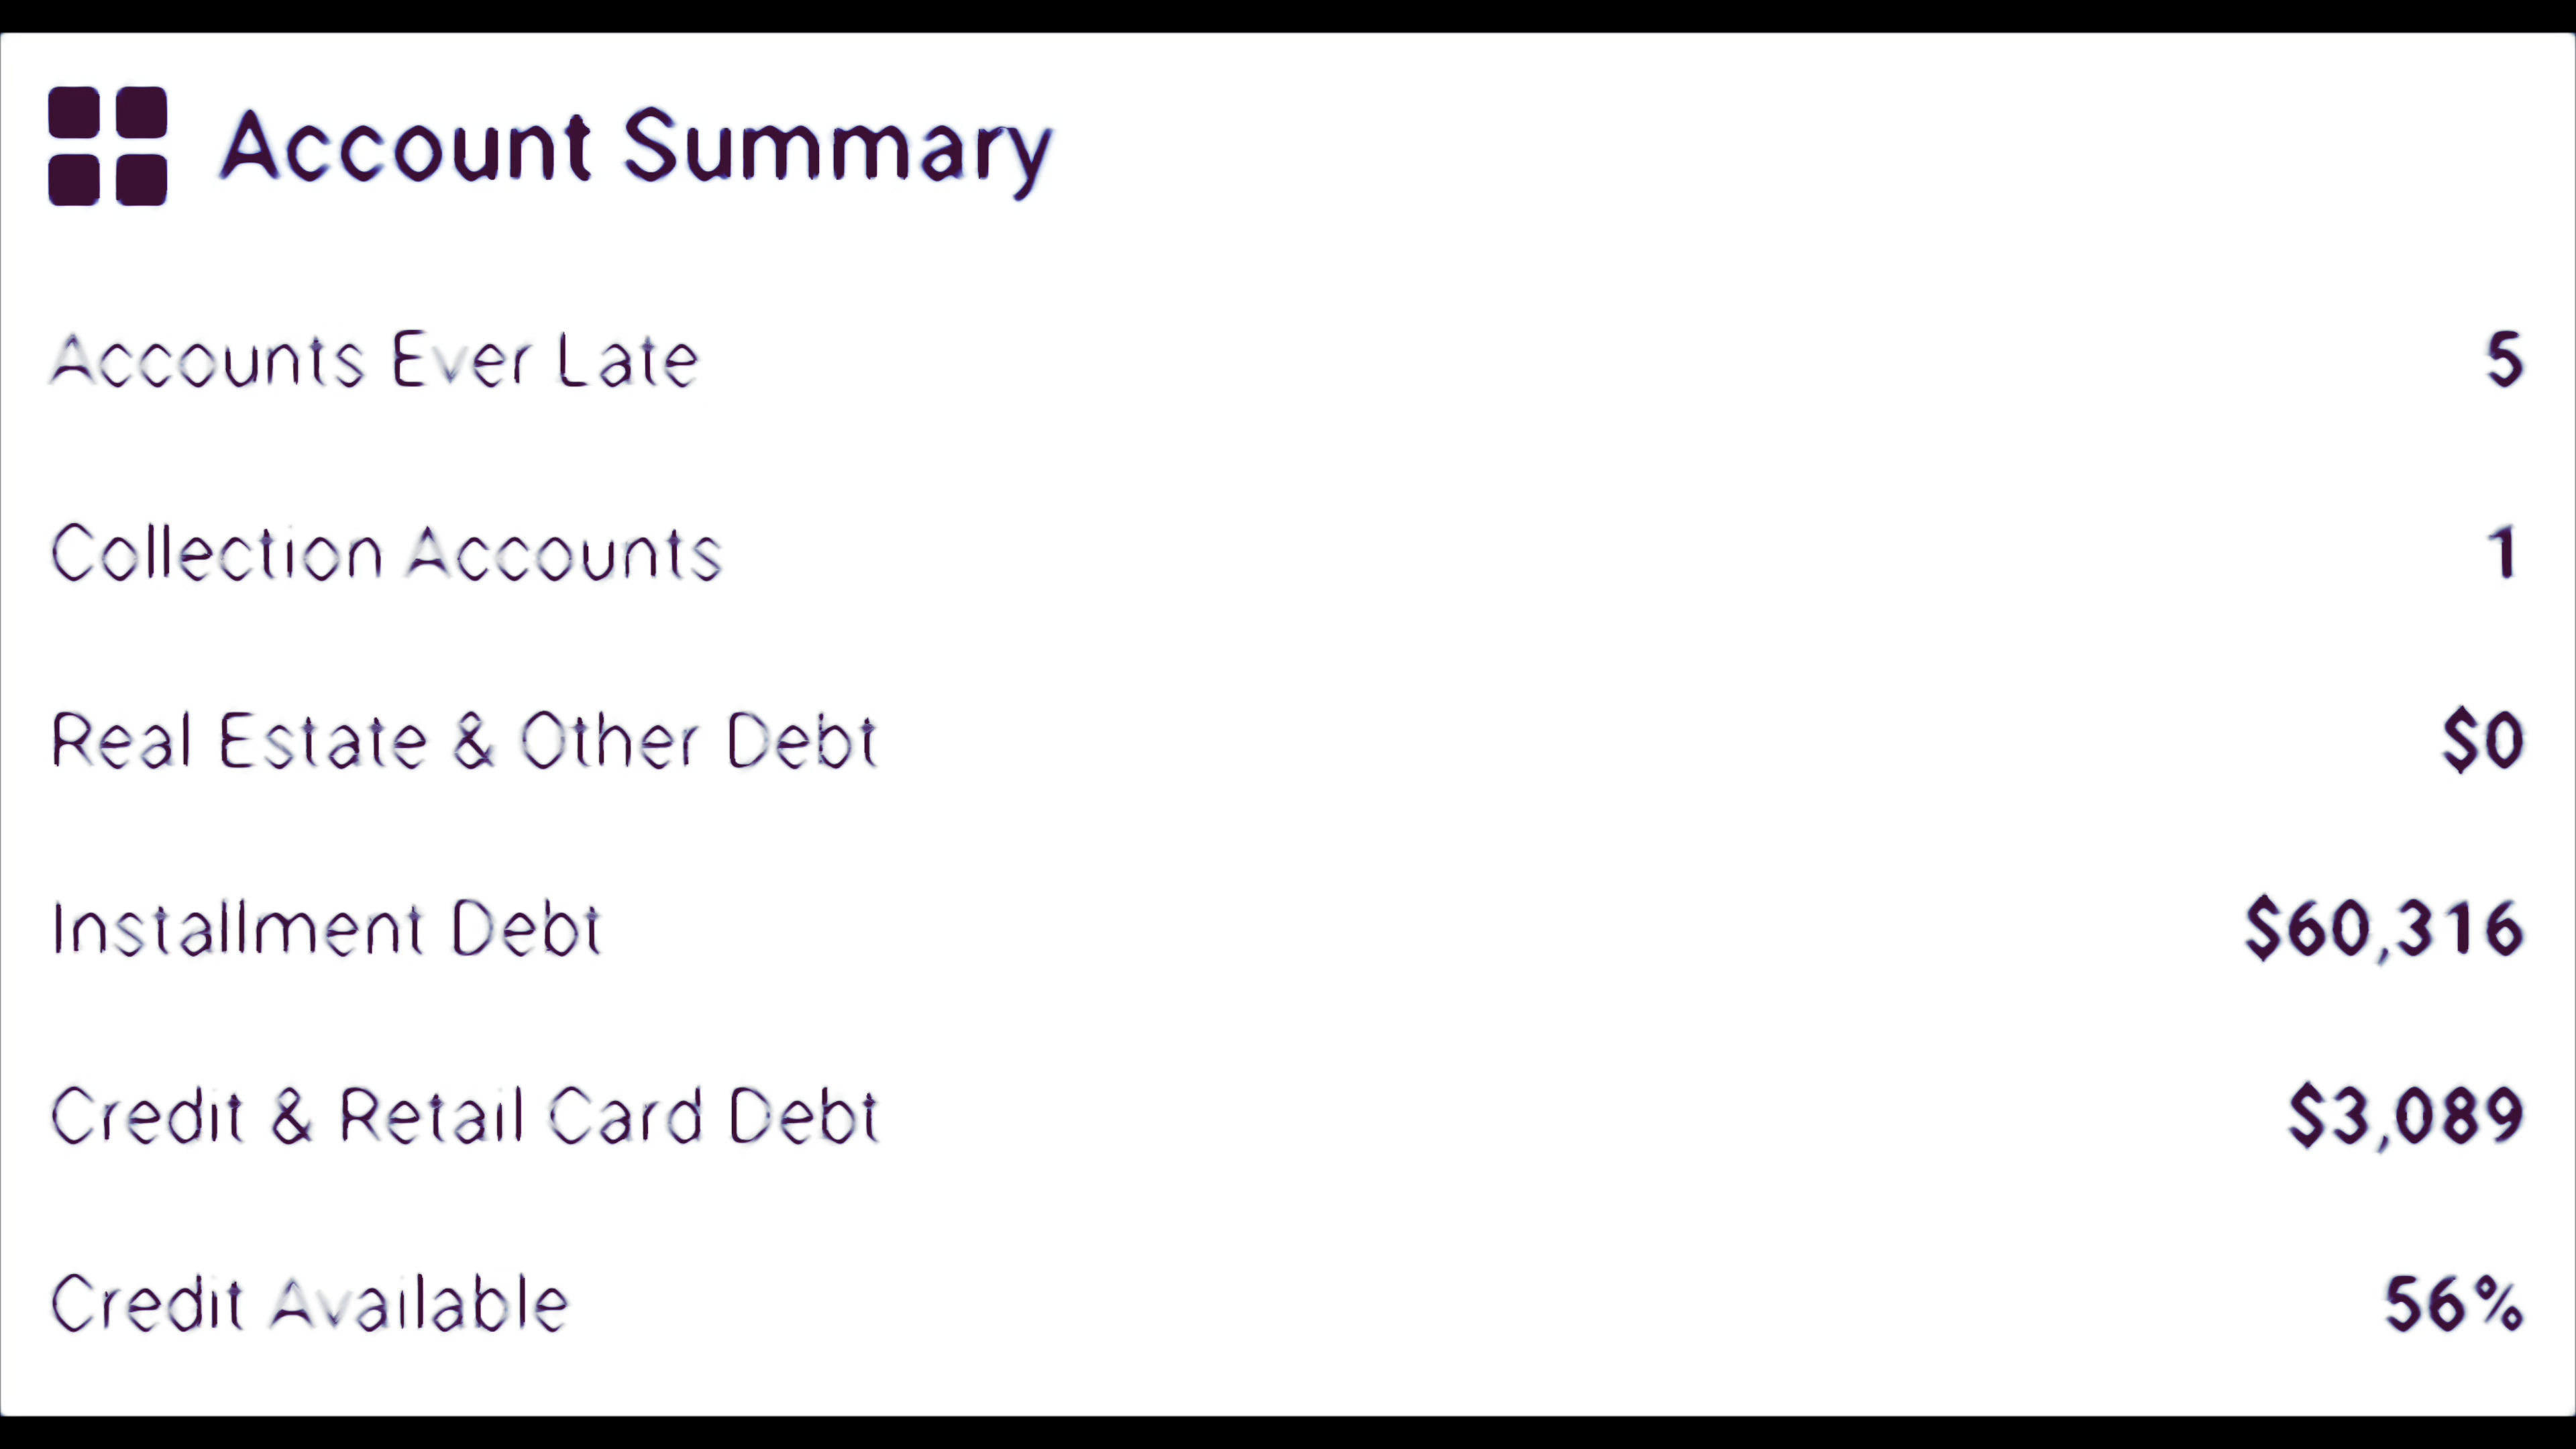 Account Summary
Accounts Ever Late 5
Collection Accounts 1
Real Estate & Other Debt $0
Installment Debt $60,316
Credit & Retail Card Debt $3,089
Credit Available 56%